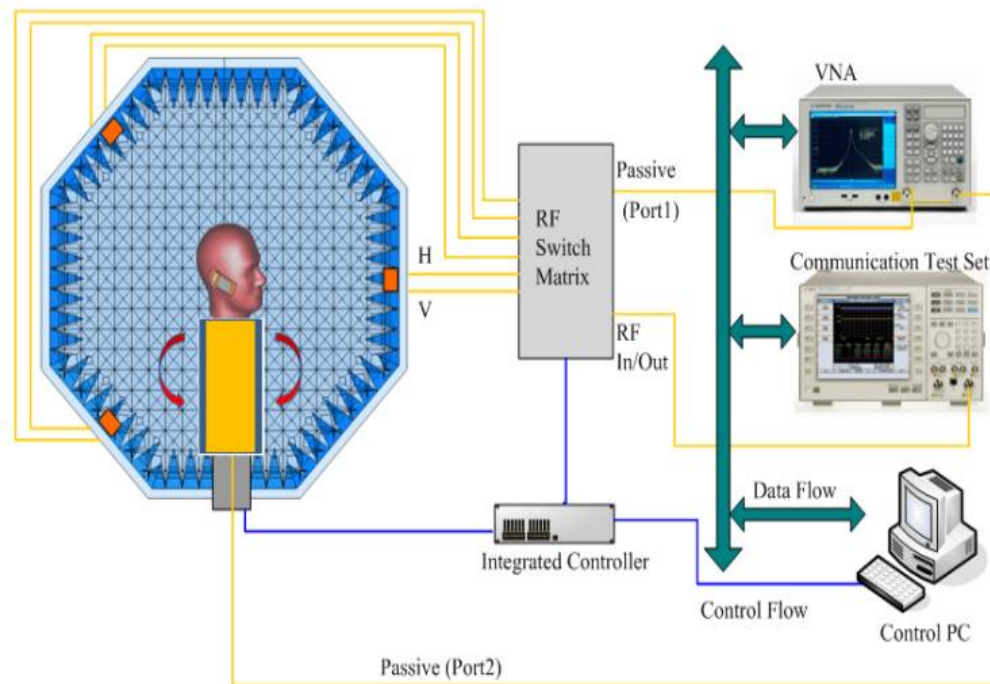 VNA
Passive
(Port1)
RF
Switch
Matrix
H
V
Communication Test Set
RF
In/Out
Data Flow
Integrated Controller
Control Flow
Control PC
Passive (Port2)